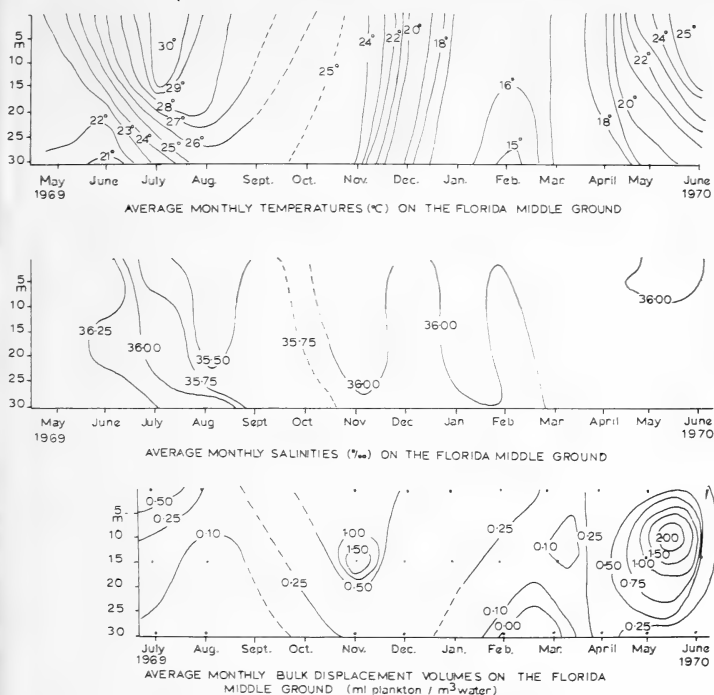 5 m 10 15 20 25 30
30° 29° 28° 27° 26° 25° 24° 23° 22° 21° 25° 24° 22° 20° 18° 16° 15° 18° 20° 22° 24° 25°
May June July Aug. Sept. Oct. Nov. Dec. Jan. Feb. Mar. April May June
1969 1970
AVERAGE MONTHLY TEMPERATURES (°C) ON THE FLORIDA MIDDLE GROUND
5 m 10 15 20 25 30
36·25 36·00 35·50 35·75 35·75 36·00 36·00 36·00
May June July Aug Sept Oct Nov Dec Jan Feb Mar April May June
1969 1970
AVERAGE MONTHLY SALINITIES (‰) ON THE FLORIDA MIDDLE GROUND
5 m 10 15 20 25 30
0·50 0·25 0·10 0·25 1·00 1·50 0·50 0·25 0·10 0·25 0·10 0·00 0·50 200 1·50 1·00 0·75 0·25
July Aug. Sept. Oct. Nov. Dec. Jan. Feb. Mar. April May June
1969 1970
AVERAGE MONTHLY BULK DISPLACEMENT VOLUMES ON THE FLORIDA
MIDDLE GROUND (ml plankton / m³ water)